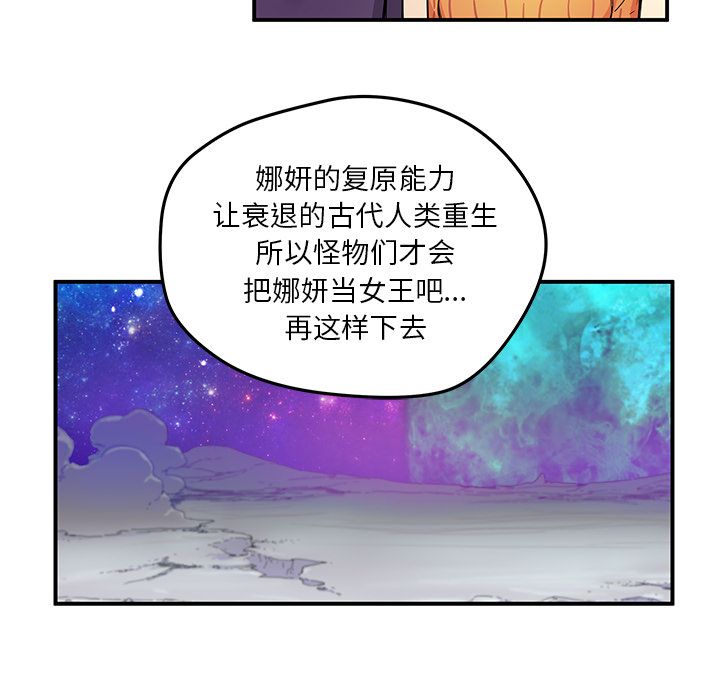 娜妍的复原能力
让衰退的古代人类重生
所以怪物们才会
把娜妍当女王吧...
再这样下去